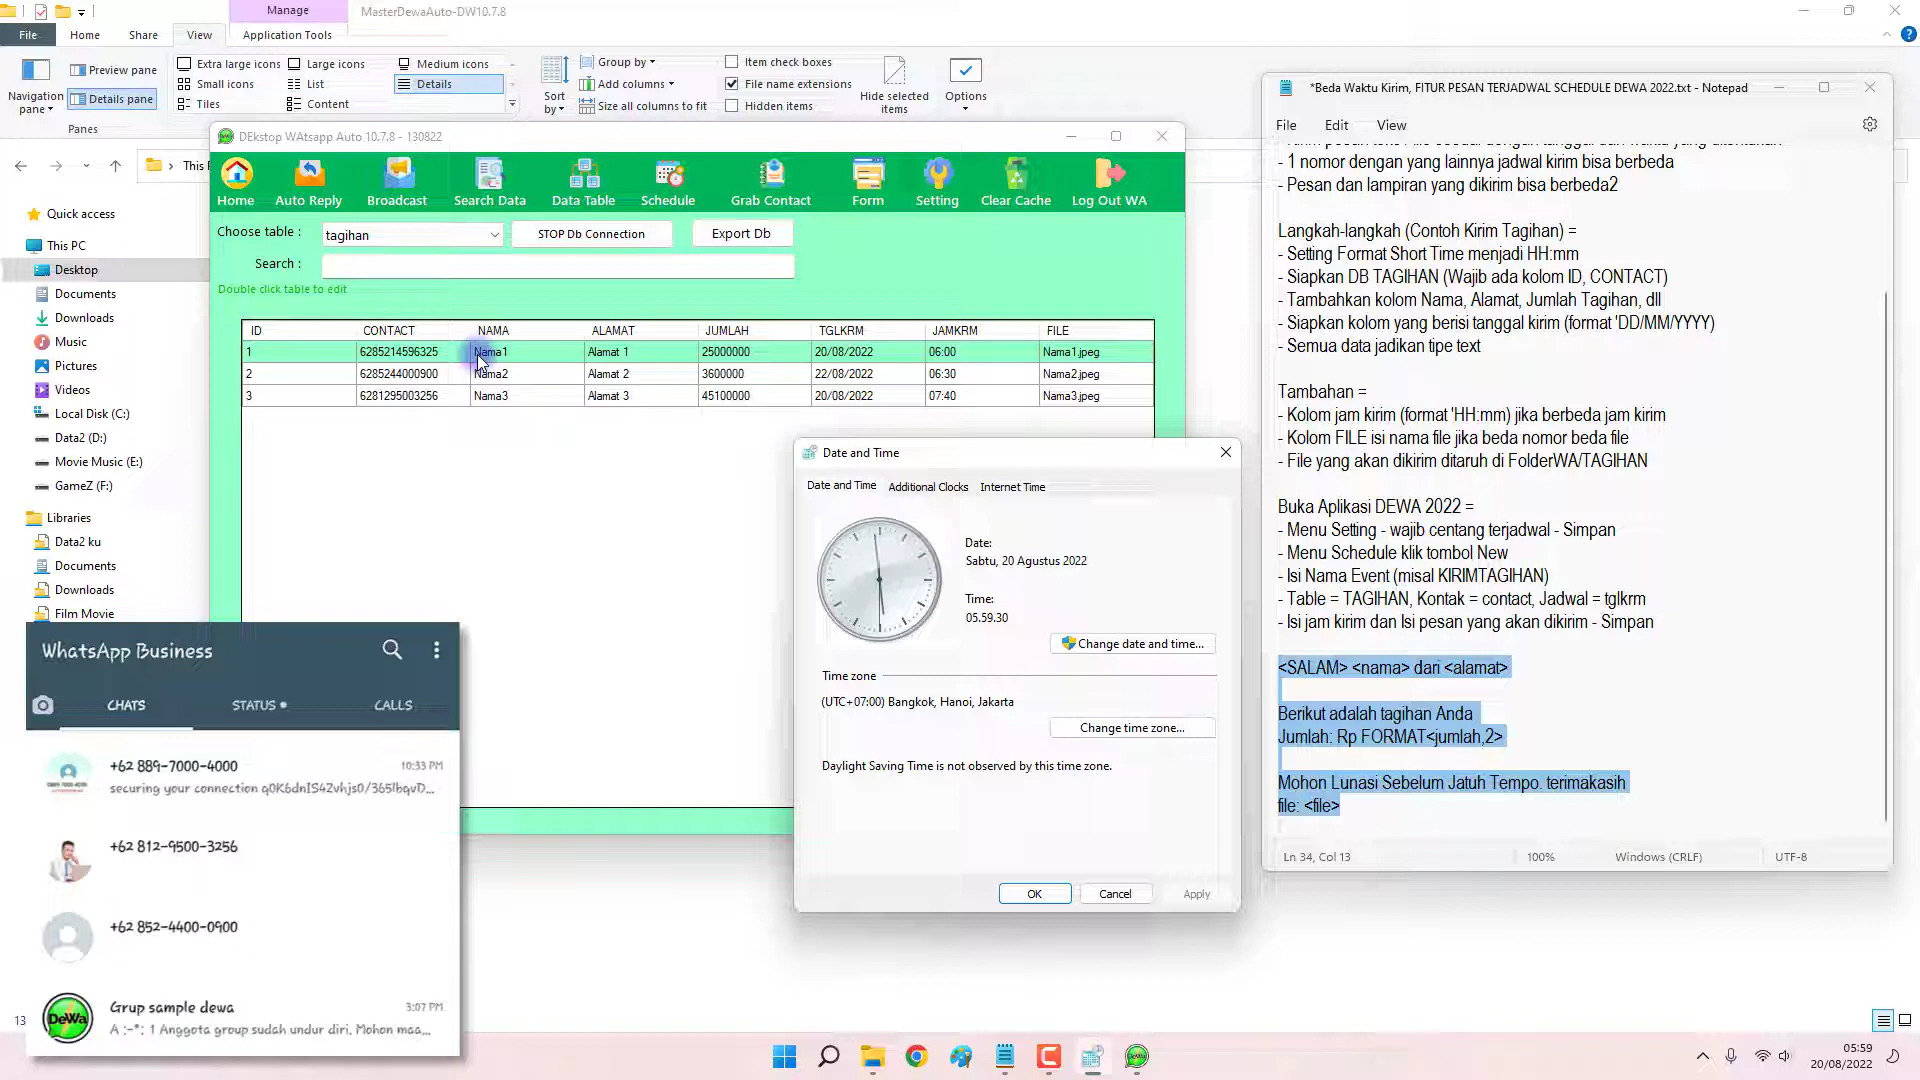 Manage
MasterDewaAuto-DW10.7.8
File
Home
Share
View
Application Tools
Navigation pane
Preview pane
Details pane
Panes
Extra large icons
Large icons
Medium icons
Small icons
List
Details
Tiles
Content
Sort by
Group by
Add columns
Size all columns to fit
Item check boxes
File name extensions
Hidden items
Hide selected items
Options
This P
Quick access
This PC
Desktop
Documents
Downloads
Music
Pictures
Videos
Local Disk (C:)
Data2 (D:)
Movie Music (E:)
GameZ (F:)
Libraries
Data2 ku
Documents
Downloads
Film Movie
13
DEkstop WAtsapp Auto 10.7.8 - 130822
Home
Auto Reply
Broadcast
Search Data
Data Table
Schedule
Grab Contact
Form
Setting
Clear Cache
Log Out WA
Choose table :
tagihan
STOP Db Connection
Export Db
Search :
Double click table to edit
ID CONTACT NAMA ALAMAT JUMLAH TGLKRM JAMKRM FILE
1 6285214596325 Nama1 Alamat 1 25000000 20/08/2022 06:00 Nama1.jpeg
2 6285244000900 Nama2 Alamat 2 3600000 22/08/2022 06:30 Nama2.jpeg
3 6281295003256 Nama3 Alamat 3 45100000 20/08/2022 07:40 Nama3.jpeg
Date and Time
Date and Time
Additional Clocks
Internet Time
Date:
Sabtu, 20 Agustus 2022
Time:
05.59.30
Change date and time...
Time zone
(UTC+07:00) Bangkok, Hanoi, Jakarta
Change time zone...
Daylight Saving Time is not observed by this time zone.
OK
Cancel
Apply
WhatsApp Business
CHATS
STATUS
CALLS
+62 889-7000-4000
10:33 PM
securing your connection q0K6dnIS42vhjs0/365lbqvD...
+62 812-9500-3256
+62 852-4400-0900
Grup sample dewa
3:07 PM
A :-*: 1 Anggota group sudah undur diri, Mohon maa...
DeWa
*Beda Waktu Kirim, FITUR PESAN TERJADWAL SCHEDULE DEWA 2022.txt - Notepad
File
Edit
View
- 1 nomor dengan yang lainnya jadwal kirim bisa berbeda
- Pesan dan lampiran yang dikirim bisa berbeda2
Langkah-langkah (Contoh Kirim Tagihan) =
- Setting Format Short Time menjadi HH:mm
- Siapkan DB TAGIHAN (Wajib ada kolom ID, CONTACT)
- Tambahkan kolom Nama, Alamat, Jumlah Tagihan, dll
- Siapkan kolom yang berisi tanggal kirim (format 'DD/MM/YYYY)
- Semua data jadikan tipe text
Tambahan =
- Kolom jam kirim (format 'HH:mm) jika berbeda jam kirim
- Kolom FILE isi nama file jika beda nomor beda file
- File yang akan dikirim ditaruh di FolderWA/TAGIHAN
Buka Aplikasi DEWA 2022 =
- Menu Setting - wajib centang terjadwal - Simpan
- Menu Schedule klik tombol New
- Isi Nama Event (misal KIRIMTAGIHAN)
- Table = TAGIHAN, Kontak = contact, Jadwal = tglkrm
- Isi jam kirim dan Isi pesan yang akan dikirim - Simpan
<SALAM> <nama> dari <alamat>
Berikut adalah tagihan Anda
Jumlah: Rp FORMAT<jumlah,2>
Mohon Lunasi Sebelum Jatuh Tempo. terimakasih
file: <file>
Ln 34, Col 13
100%
Windows (CRLF)
UTF-8
05:59
20/08/2022